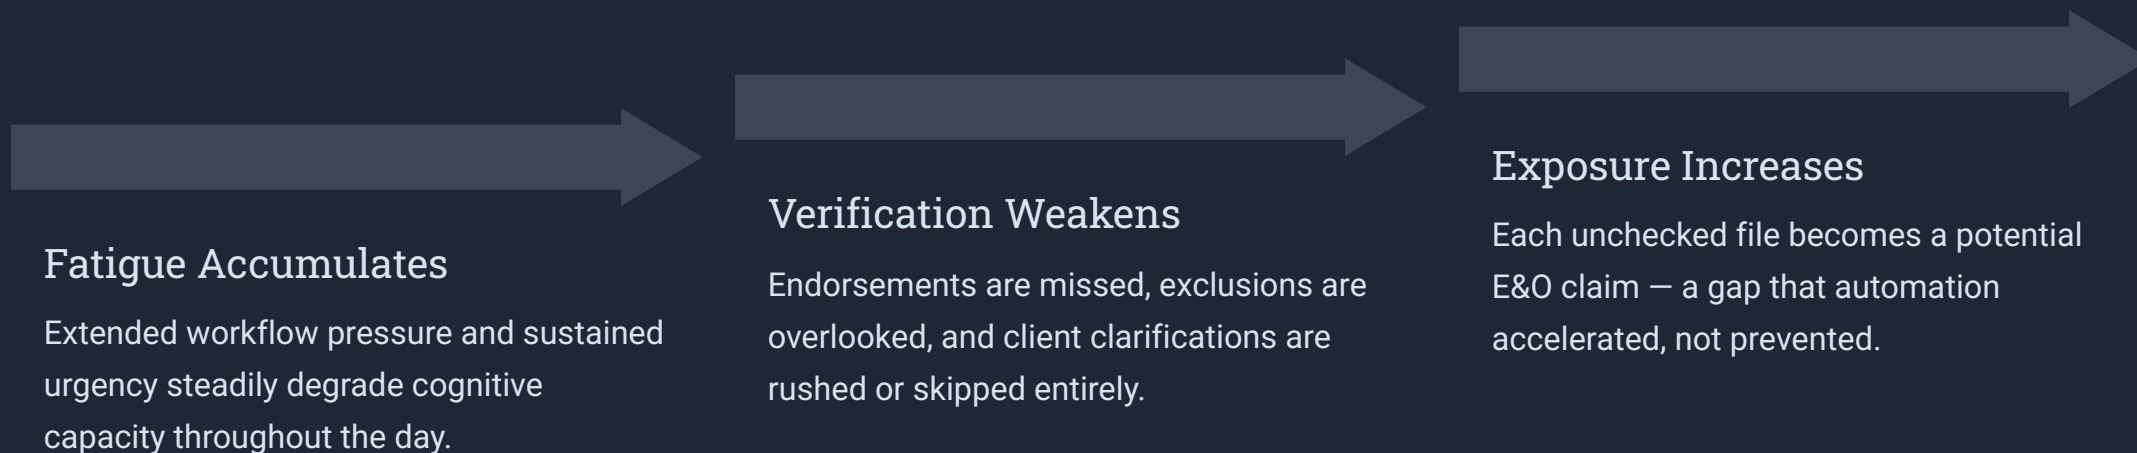 Fatigue Accumulates
Extended workflow pressure and sustained
urgency steadily degrade cognitive
capacity throughout the day.
Verification Weakens
Endorsements are missed, exclusions are
overlooked, and client clarifications are
rushed or skipped entirely.
Exposure Increases
Each unchecked file becomes a potential
E&O claim — a gap that automation
accelerated, not prevented.